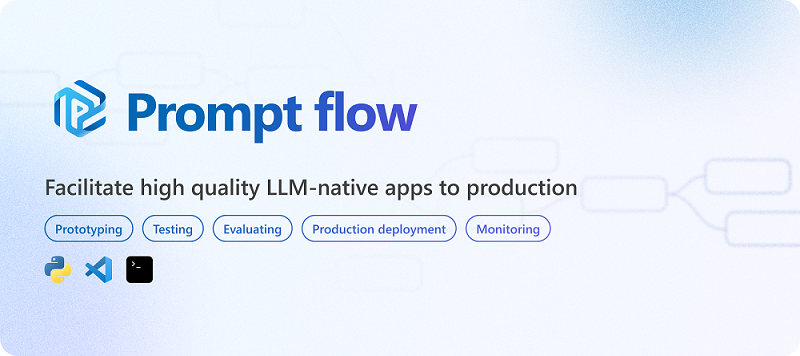 Prompt flow
Facilitate high quality LLM-native apps to production
Prototyping Testing Evaluating Production deployment Monitoring